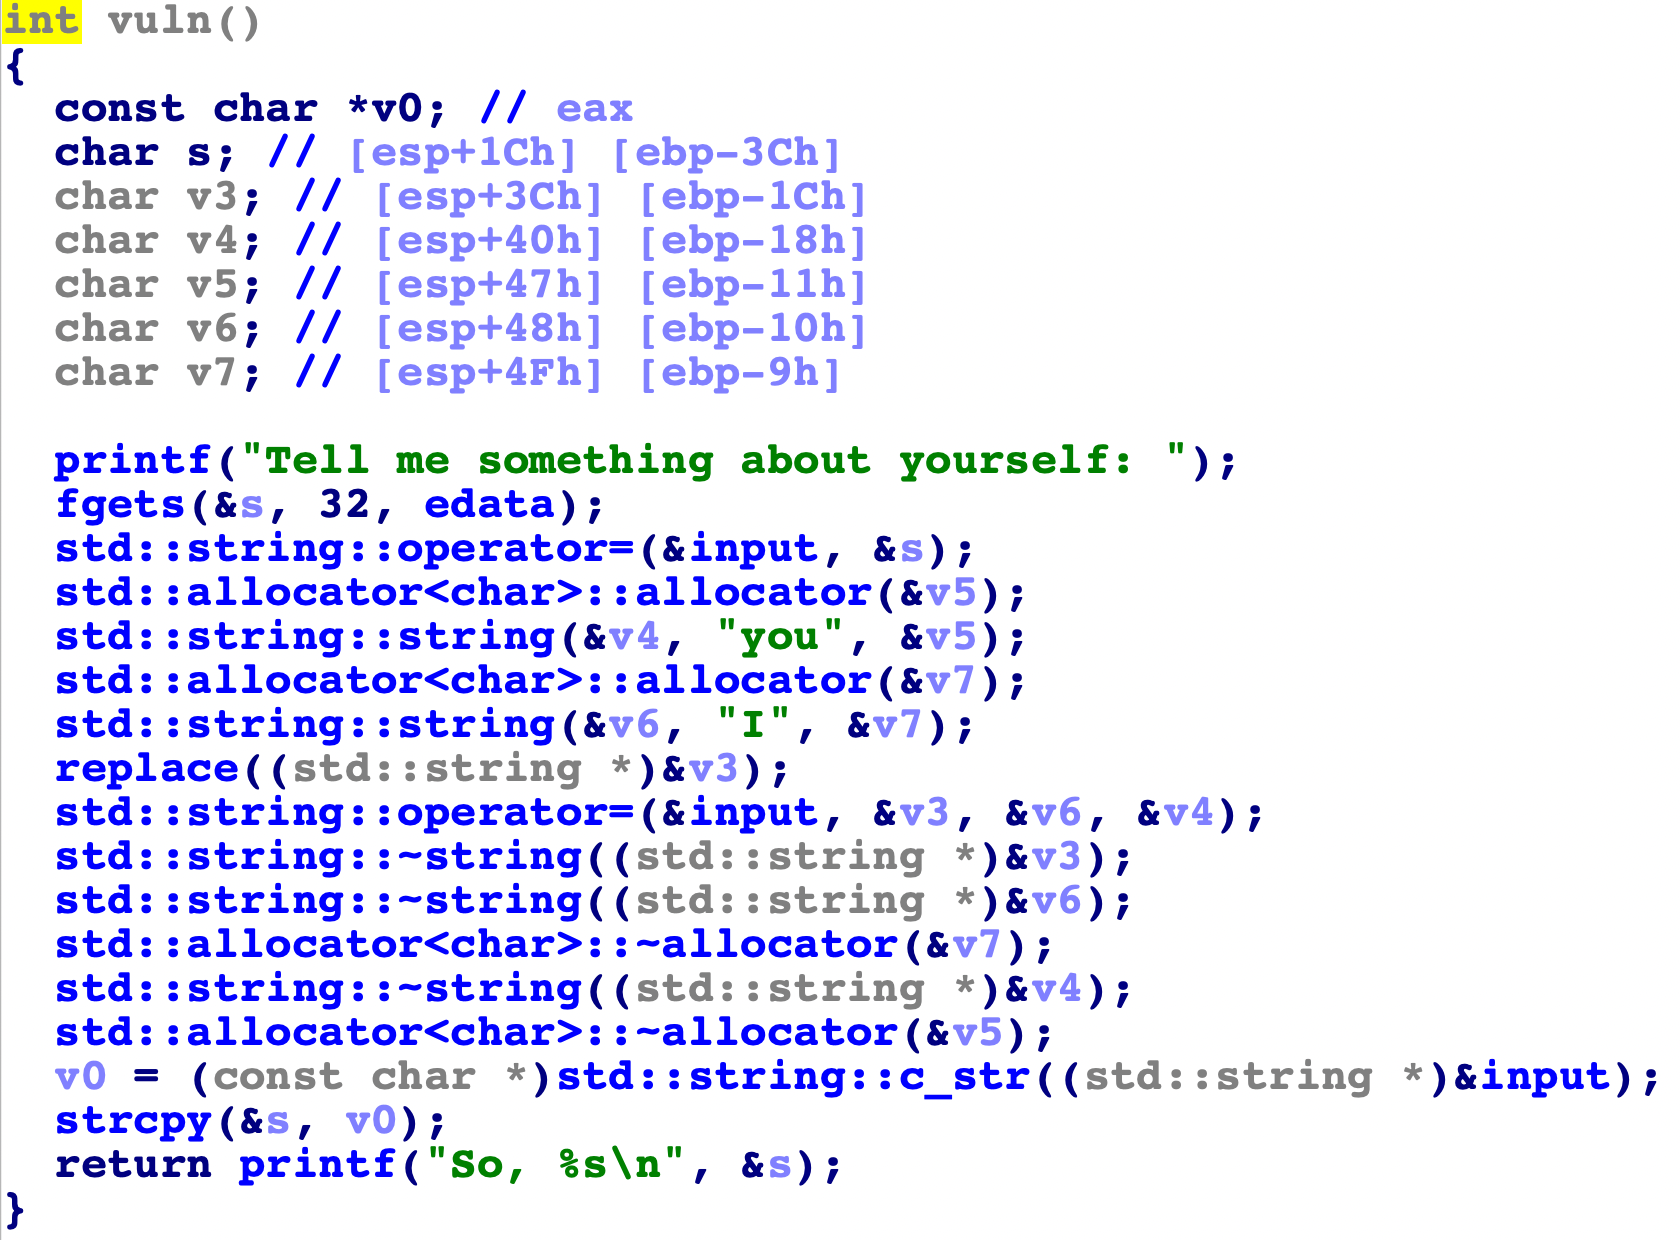 int vuln()
{
  const char *v0; // eax
  char s; // [esp+1Ch] [ebp-3Ch]
  char v3; // [esp+3Ch] [ebp-1Ch]
  char v4; // [esp+40h] [ebp-18h]
  char v5; // [esp+47h] [ebp-11h]
  char v6; // [esp+48h] [ebp-10h]
  char v7; // [esp+4Fh] [ebp-9h]

  printf("Tell me something about yourself: ");
  fgets(&s, 32, edata);
  std::string::operator=(&input, &s);
  std::allocator<char>::allocator(&v5);
  std::string::string(&v4, "you", &v5);
  std::allocator<char>::allocator(&v7);
  std::string::string(&v6, "I", &v7);
  replace((std::string *)&v3);
  std::string::operator=(&input, &v3, &v6, &v4);
  std::string::~string((std::string *)&v3);
  std::string::~string((std::string *)&v6);
  std::allocator<char>::~allocator(&v7);
  std::string::~string((std::string *)&v4);
  std::allocator<char>::~allocator(&v5);
  v0 = (const char *)std::string::c_str((std::string *)&input);
  strcpy(&s, v0);
  return printf("So, %s\n", &s);
}